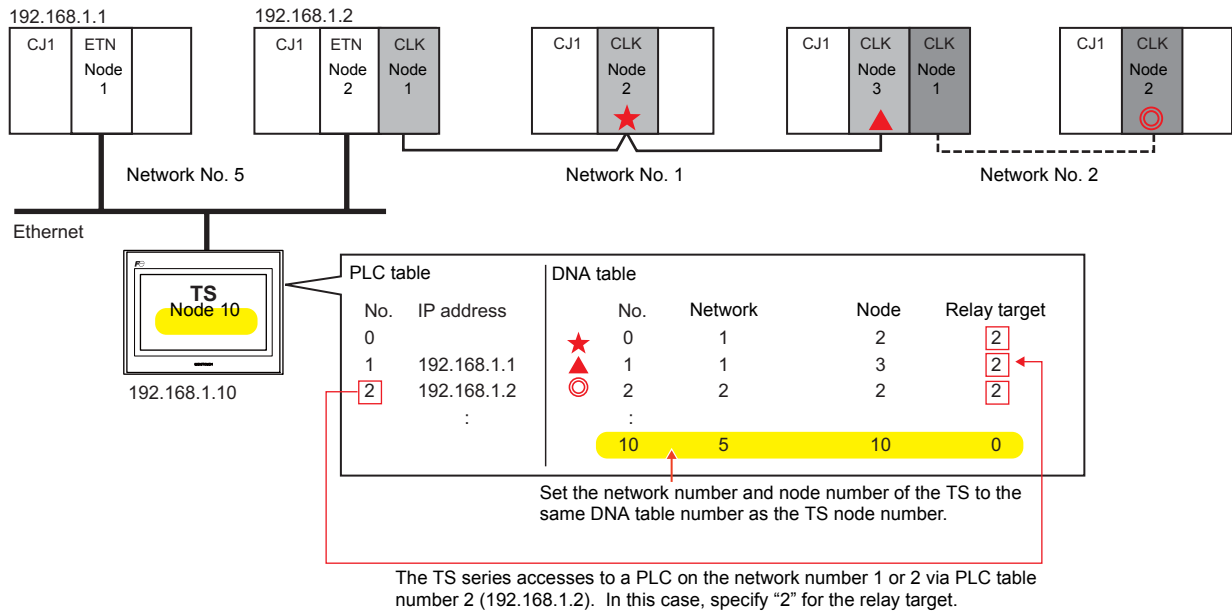 192.168.1.1
CJ1 ETN Node 1
192.168.1.2
CJ1 ETN Node 2 CLK Node 1
CJ1 CLK Node 2
CJ1 CLK Node 3 CLK Node 1
CJ1 CLK Node 2
Network No. 5
Network No. 1
Network No. 2
Ethernet
TS
Node 10
192.168.1.10
PLC table
No. IP address
0
1 192.168.1.1
2 192.168.1.2
:
DNA table
No. Network Node Relay target
0 1 2 2
1 1 3 2
2 2 2 2
:
10 5 10 0
Set the network number and node number of the TS to the
same DNA table number as the TS node number.
The TS series accesses to a PLC on the network number 1 or 2 via PLC table
number 2 (192.168.1.2). In this case, specify “2” for the relay target.